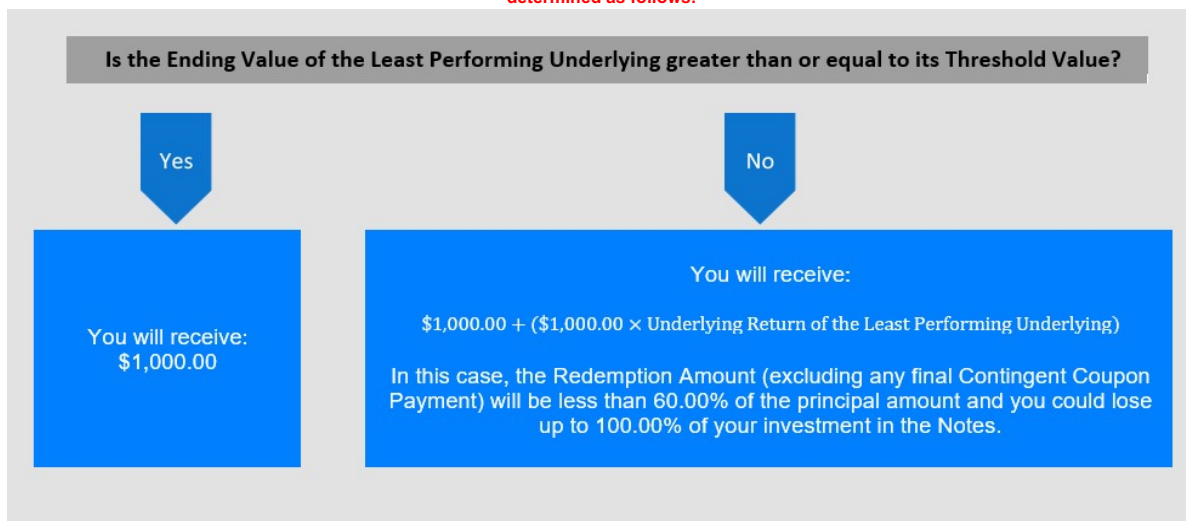 determined as follows:
Is the Ending Value of the Least Performing Underlying greater than or equal to its Threshold Value?
Yes
No
You will receive:
$1,000.00
You will receive:
$1,000.00 + ($1,000.00 × Underlying Return of the Least Performing Underlying)
In this case, the Redemption Amount (excluding any final Contingent Coupon
Payment) will be less than 60.00% of the principal amount and you could lose
up to 100.00% of your investment in the Notes.